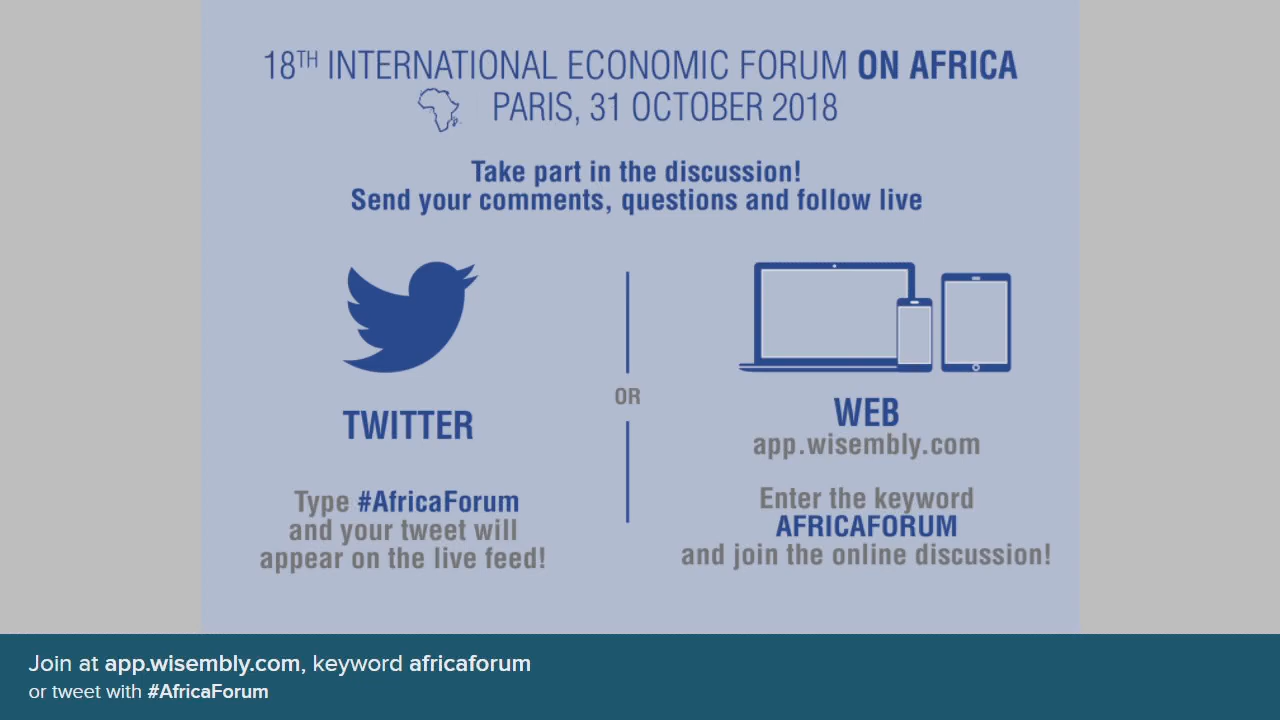 18TH INTERNATIONAL ECONOMIC FORUM ON AFRICA
PARIS, 31 OCTOBER 2018
Take part in the discussion!
Send your comments, questions and follow live
TWITTER
Type #AfricaForum
and your tweet will
appear on the live feed!
OR
WEB
app.wisembly.com
Enter the keyword
AFRICAFORUM
and join the online discussion!
Join at app.wisembly.com, keyword africaforum
or tweet with #AfricaForum